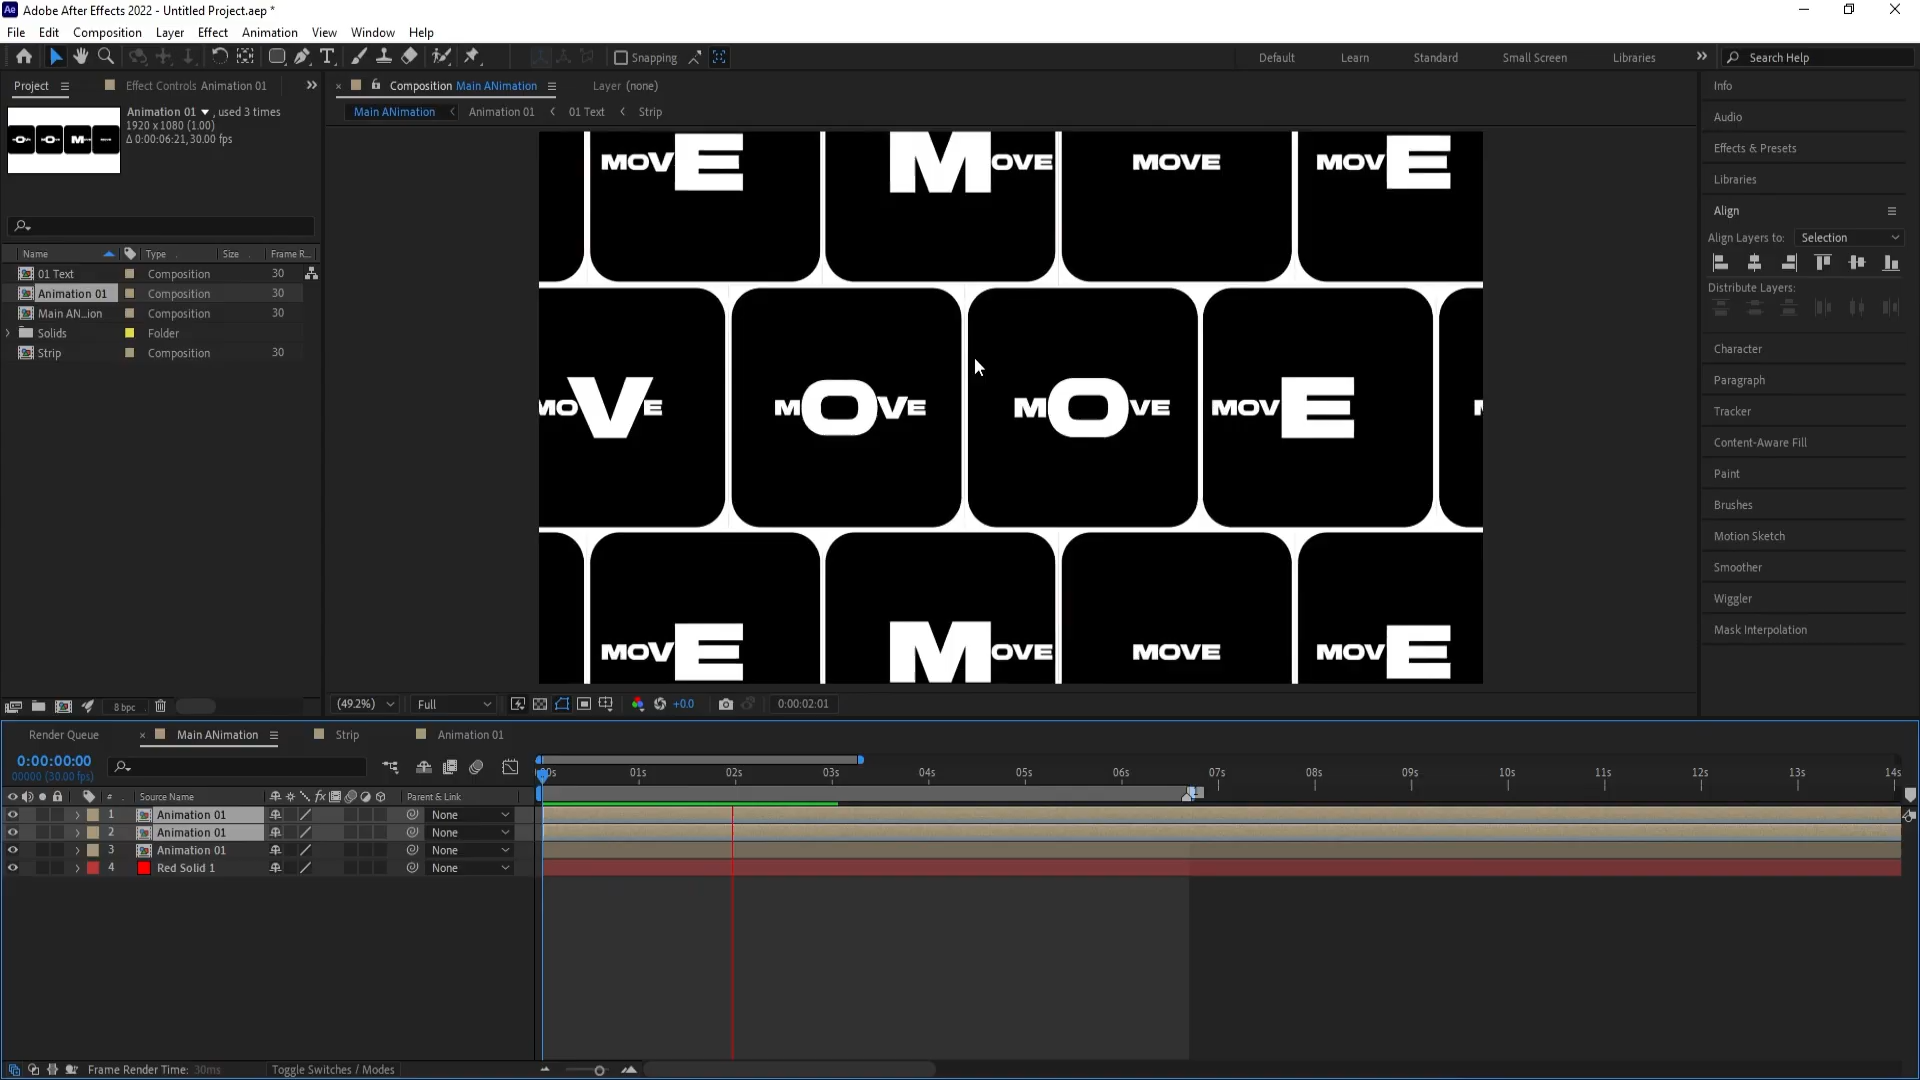 Ae Adobe After Effects 2022 - Untitled Project.aep *
File Edit Composition Layer Effect Animation View Window Help
Snapping Default Learn Standard Small Screen Libraries Search Help
Project Effect Controls Animation 01
Composition Main ANimation Layer (none)
Main ANimation Animation 01 01 Text Strip
Animation 01 , used 3 times
1920 x 1080 (1.00)
Δ 0:00:06:21, 30.00 fps
Name Type Size Frame R...
01 Text Composition 30
Animation 01 Composition 30
Main AN...ion Composition 30
Solids Folder
Strip Composition 30
8 bpc
MOVE MOVE MOVE MOVE
MOVE MOVE MOVE MOVE
MOVE MOVE MOVE MOVE
(49.2%) Full +0.0 0:00:02:01
Info
Audio
Effects & Presets
Libraries
Align
Align Layers to: Selection
Distribute Layers:
Character
Paragraph
Tracker
Content-Aware Fill
Paint
Brushes
Motion Sketch
Smoother
Wiggler
Mask Interpolation
Render Queue Main ANimation Strip Animation 01
0:00:00:00
00000 (30.00 fps)
00s 01s 02s 03s 04s 05s 06s 07s 08s 09s 10s 11s 12s 13s 14s
# Source Name fx Parent & Link
1 Animation 01 None
2 Animation 01 None
3 Animation 01 None
4 Red Solid 1 None
Frame Render Time: 30ms Toggle Switches / Modes